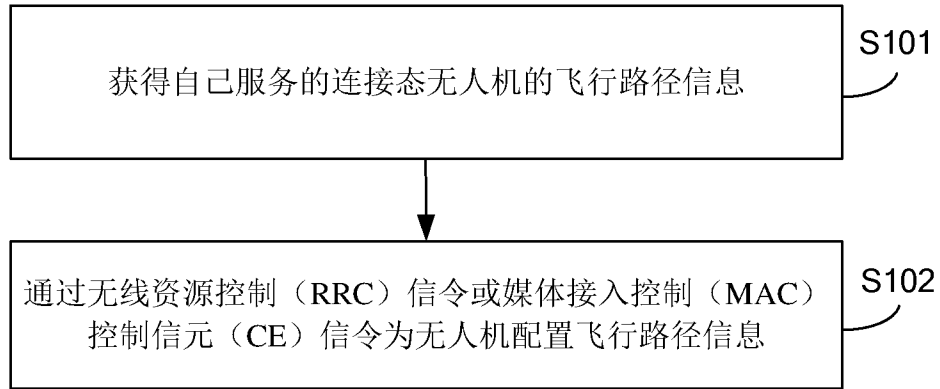 获得自己服务的连接态无人机的飞行路径信息
S101
通过无线资源控制（RRC）信令或媒体接入控制（MAC）
控制信元（CE）信令为无人机配置飞行路径信息
S102